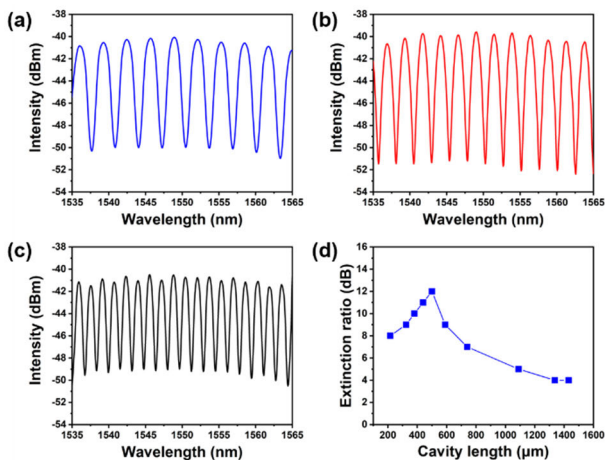 (a)
-38
-40
-42
-44
-46
-48
-50
-52
-54
Intensity (dBm)
1535 1540 1545 1550 1555 1560 1565
Wavelength (nm)
(b)
-38
-40
-42
-44
-46
-48
-50
-52
-54
Intensity (dBm)
1535 1540 1545 1550 1555 1560 1565
Wavelength (nm)
(c)
-38
-40
-42
-44
-46
-48
-50
-52
-54
Intensity (dBm)
1535 1540 1545 1550 1555 1560 1565
Wavelength (nm)
(d)
16
14
12
10
8
6
4
2
0
Extinction ratio (dB)
200 400 600 800 1000 1200 1400 1600
Cavity length (μm)